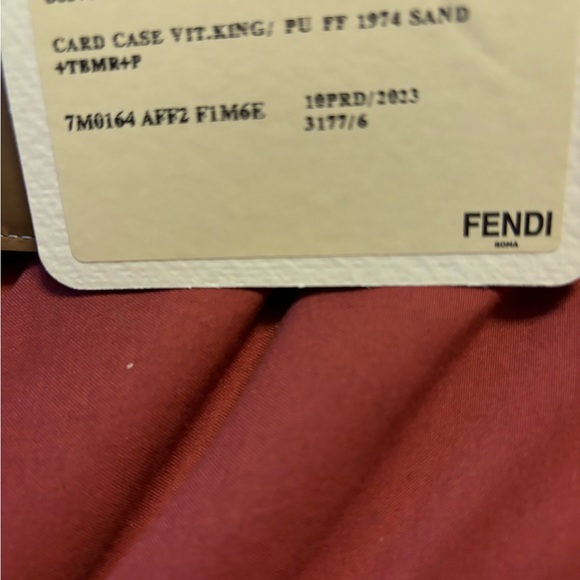 CARD CASE VIT.KING/ PU FF 1974 SAND
+TBMR+P
7M0164 AFF2 F1M6E 10PRD/2023
3177/6
FENDI
ROMA